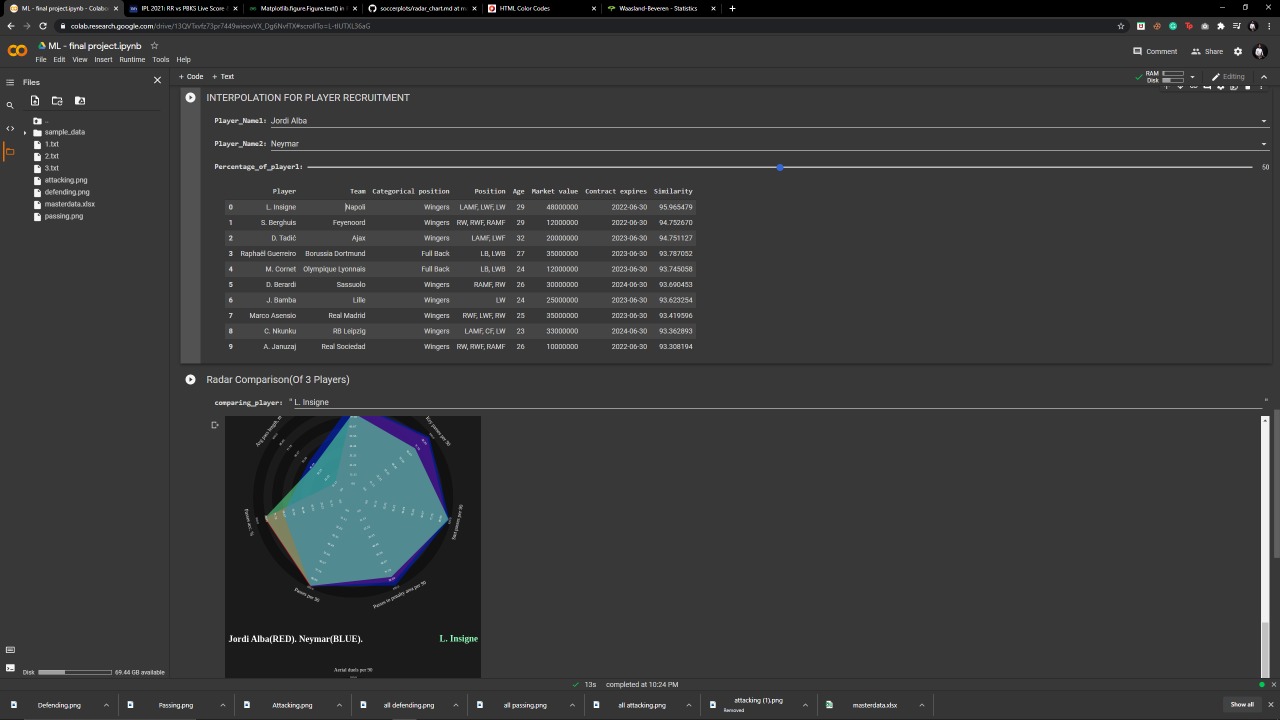 ML - final project.ipynb - Colabo
IPL 2021: RR vs PBKS Live Score |
Matplotlib.figure.Figure.text() in
soccerplots/radar_chart.md at m
HTML Color Codes
Waasland-Beveren - Statistics
ML - final project.ipynb
File Edit View Insert Runtime Tools Help
Comment Share
Files
+ Code + Text
RAM
Disk
Editing
..
sample_data
1.txt
2.txt
3.txt
attacking.png
defending.png
masterdata.xlsx
passing.png
INTERPOLATION FOR PLAYER RECRUITMENT
Player_Name1: Jordi Alba
Player_Name2: Neymar
Percentage_of_player1: 50
Player Team Categorical position Position Age Market value Contract expires Similarity
0 L. Insigne Napoli Wingers LAMF, LWF, LW 29 48000000 2022-06-30 95.965479
1 S. Berghuis Feyenoord Wingers RW, RWF, RAMF 29 12000000 2022-06-30 94.752670
2 D. Tadić Ajax Wingers LAMF, LWF 32 20000000 2023-06-30 94.751127
3 Raphaël Guerreiro Borussia Dortmund Full Back LB, LWB 27 35000000 2023-06-30 93.787052
4 M. Cornet Olympique Lyonnais Full Back LB, LWB 24 12000000 2023-06-30 93.745058
5 D. Berardi Sassuolo Wingers RAMF, RW 26 30000000 2024-06-30 93.690453
6 J. Bamba Lille Wingers LW 24 25000000 2023-06-30 93.623254
7 Marco Asensio Real Madrid Wingers RWF, LWF, RW 25 35000000 2023-06-30 93.419596
8 C. Nkunku RB Leipzig Wingers LAMF, CF, LW 23 33000000 2024-06-30 93.362893
9 A. Januzaj Real Sociedad Wingers RW, RWF, RAMF 26 10000000 2022-06-30 93.308194
Radar Comparison(Of 3 Players)
comparing_player: " L. Insigne "
Key passes per 90
Passes acc, %
Passes per 90
Passes to penalty area per 90
Jordi Alba(RED). Neymar(BLUE). L. Insigne
Aerial duels per 90
Disk 69.44 GB available
13s completed at 10:24 PM
Defending.png
Passing.png
Attacking.png
all defending.png
all passing.png
all attacking.png
attacking (1).png
Removed
masterdata.xlsx
Show all